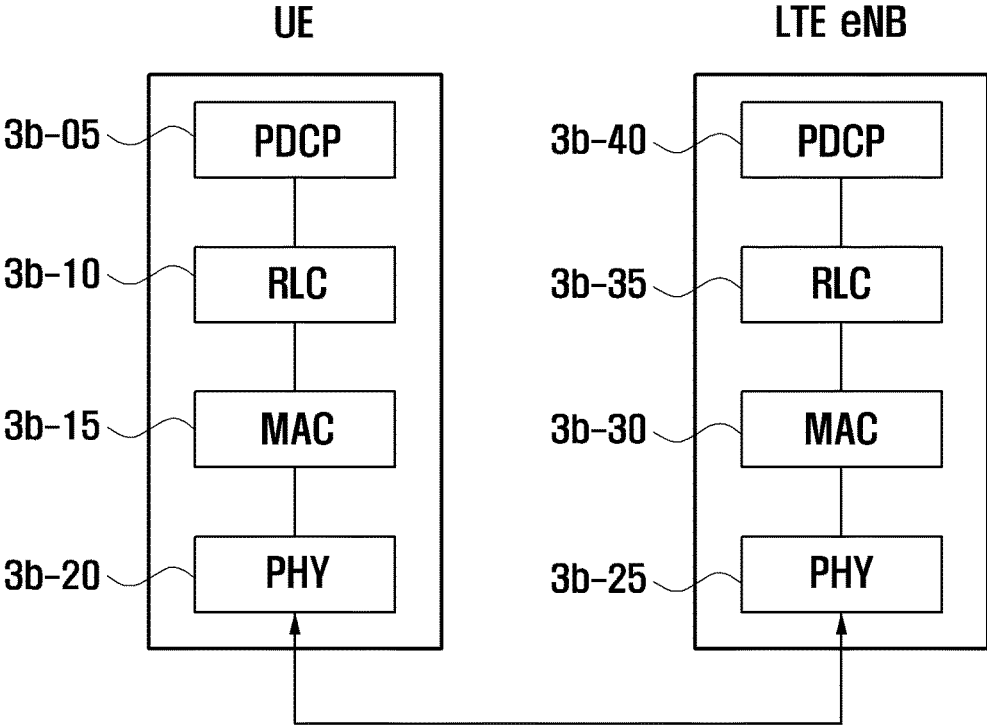 UE LTE eNB
3b-05 PDCP 3b-40 PDCP
3b-10 RLC 3b-35 RLC
3b-15 MAC 3b-30 MAC
3b-20 PHY 3b-25 PHY